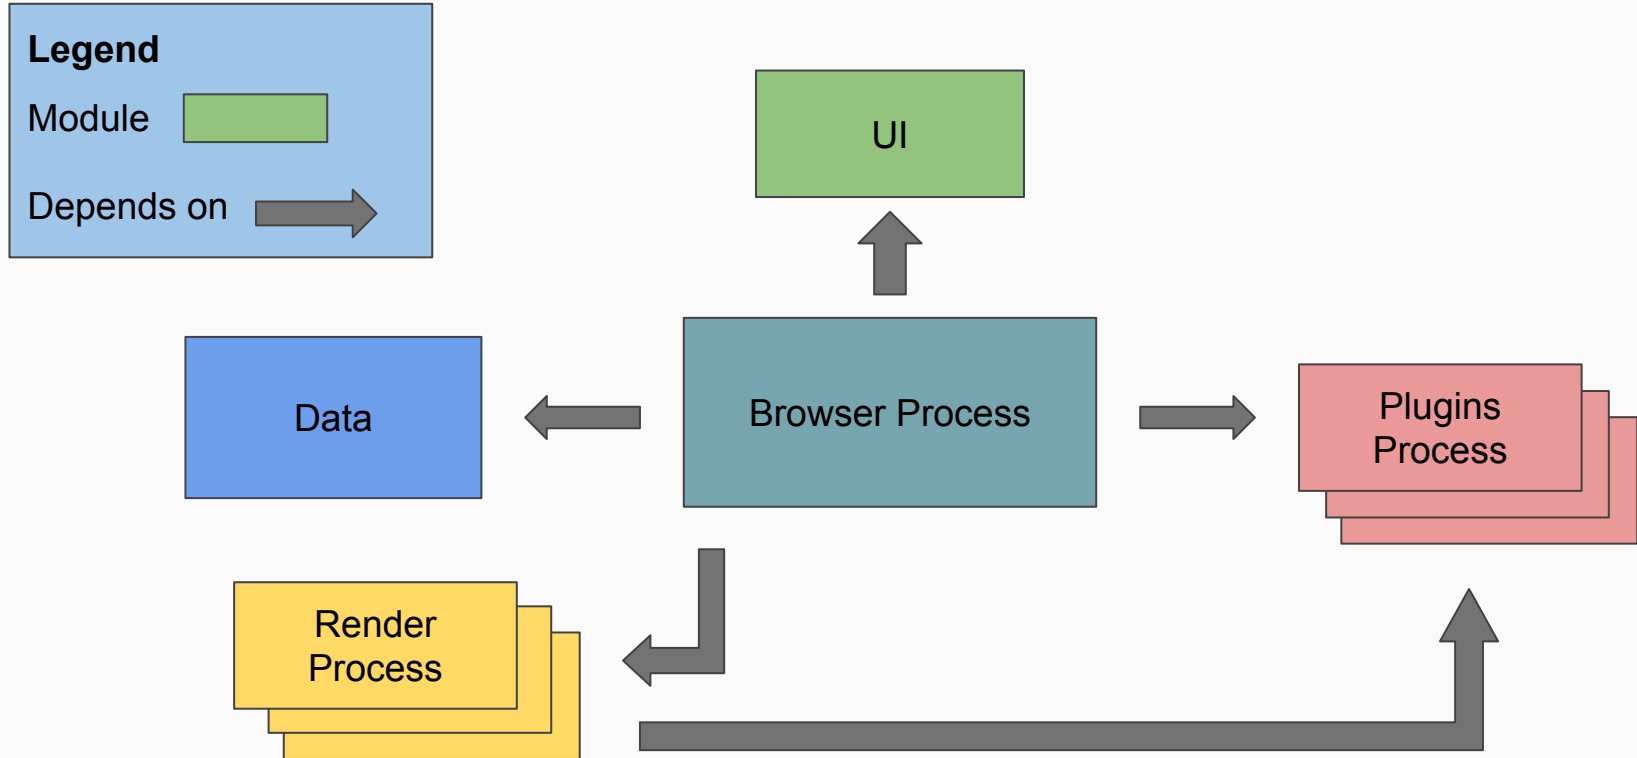 Legend
Module
Depends on
UI
Data
Browser Process
Plugins
Process
Render
Process